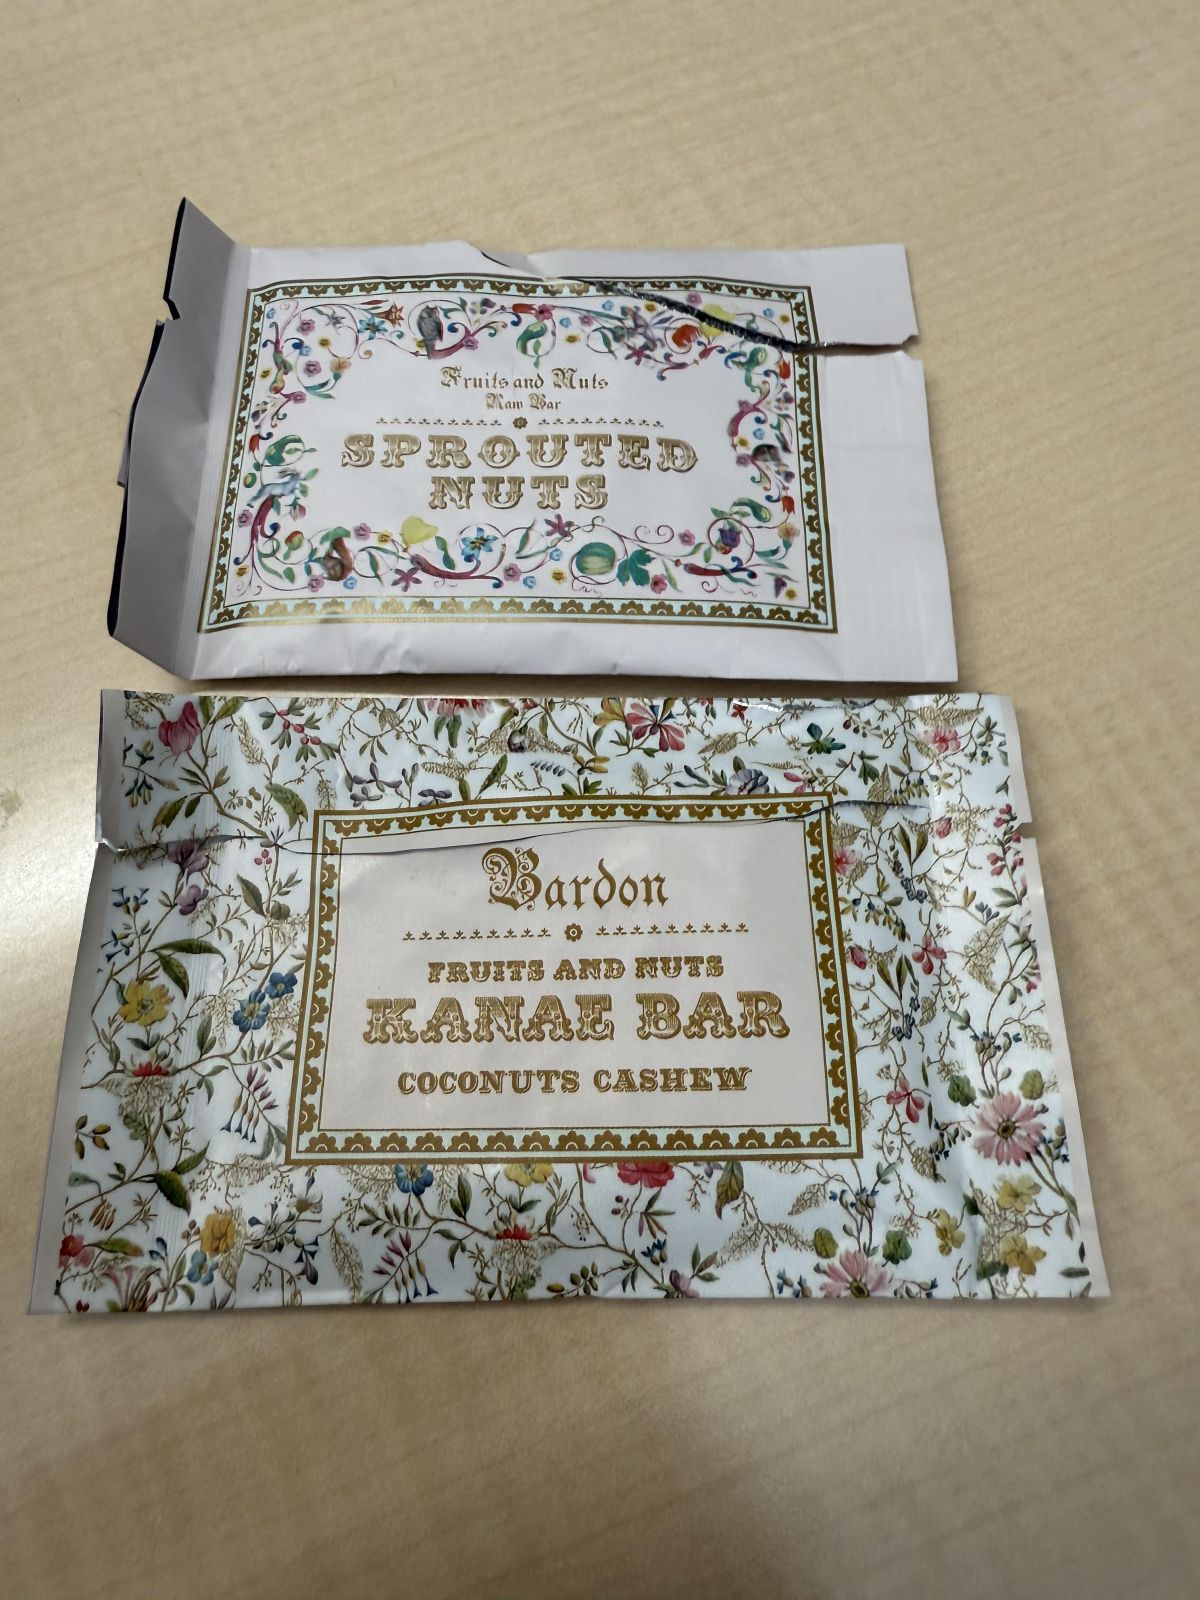 Fruits and Nuts
Raw Bar
SPROUTED
NUTS
Bardon
FRUITS AND NUTS
KANAE BAR
COCONUTS CASHEW